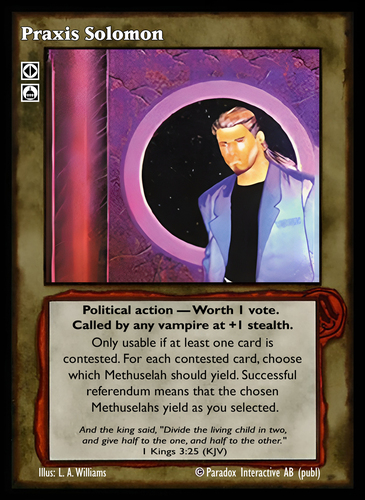 Praxis Solomon
Political action — Worth 1 vote.
Called by any vampire at +1 stealth.
Only usable if at least one card is
contested. For each contested card, choose
which Methuselah should yield. Successful
referendum means that the chosen
Methuselahs yield as you selected.
And the king said, "Divide the living child in two,
and give half to the one, and half to the other."
1 Kings 3:25 (KJV)
Illus: L. A. Williams
© Paradox Interactive AB (publ)